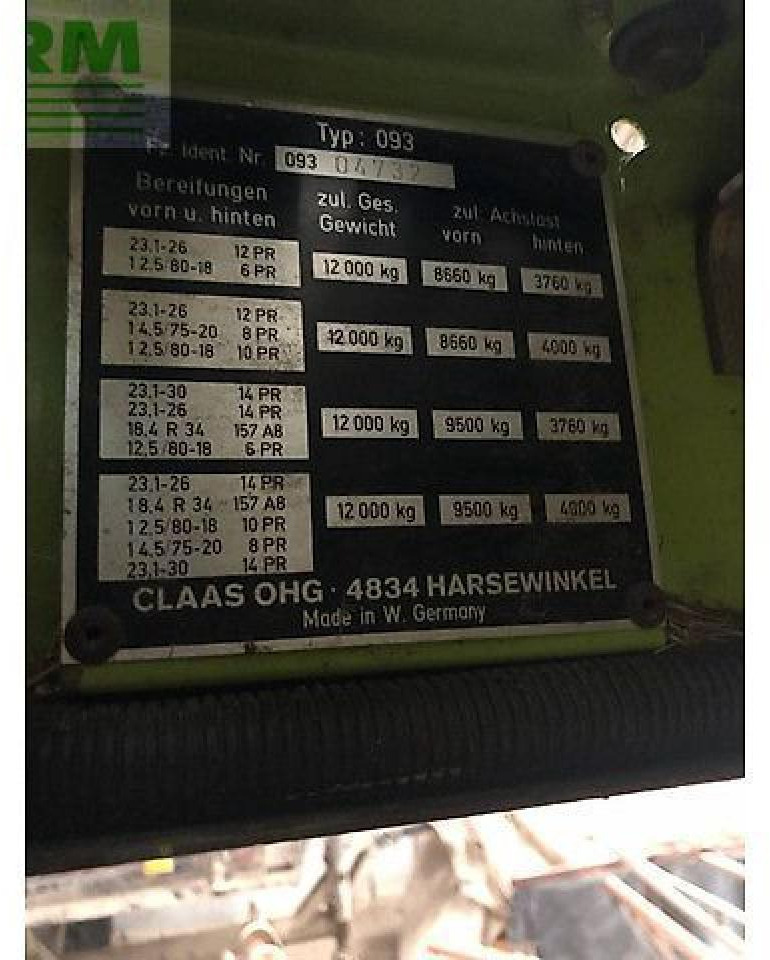 RM
Typ: 093
Fz. Ident. Nr. 093 04737
Bereifungen vorn u. hinten
zul. Ges. Gewicht
zul. Achslast
vorn hinten
23.1-26 12 PR
12.5/80-18 6 PR
12 000 kg 8660 kg 3760 kg
23.1-26 12 PR
14.5/75-20 8 PR
12.5/80-18 10 PR
12 000 kg 8660 kg 4000 kg
23.1-30 14 PR
23.1-26 14 PR
18.4 R 34 157 A8
12.5/80-18 6 PR
12 000 kg 9500 kg 3760 kg
23.1-26 14 PR
18.4 R 34 157 A8
12.5/80-18 10 PR
14.5/75-20 8 PR
23.1-30 14 PR
12 000 kg 9500 kg 4000 kg
CLAAS OHG · 4834 HARSEWINKEL
Made in W. Germany